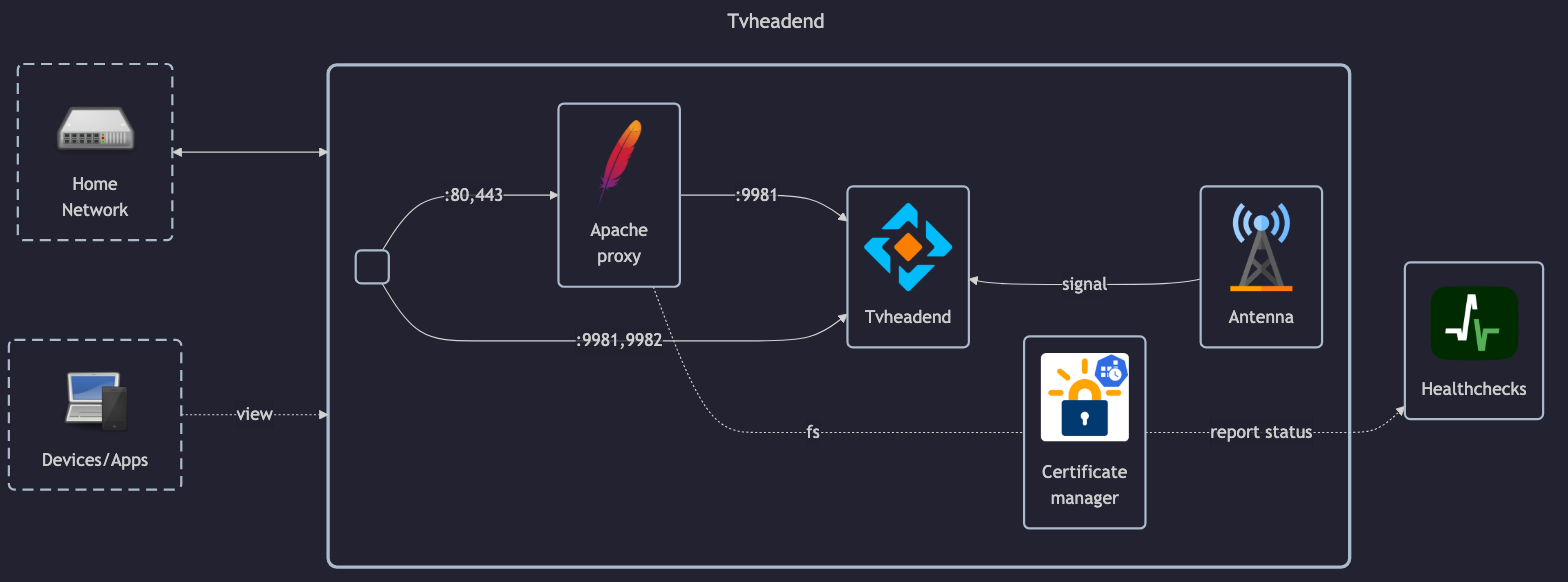 Tvheadend
Home
Network
:80,443
Apache
proxy
:9981
Tvheadend
signal
Antenna
:9981,9982
Devices/Apps
view
fs
Certificate
manager
report status
Healthchecks